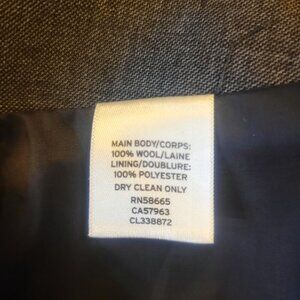 MAIN BODY/CORPS:
100% WOOL/LAINE
LINING/DOUBLURE:
100% POLYESTER
DRY CLEAN ONLY
RN58665
CA57963
CL338872